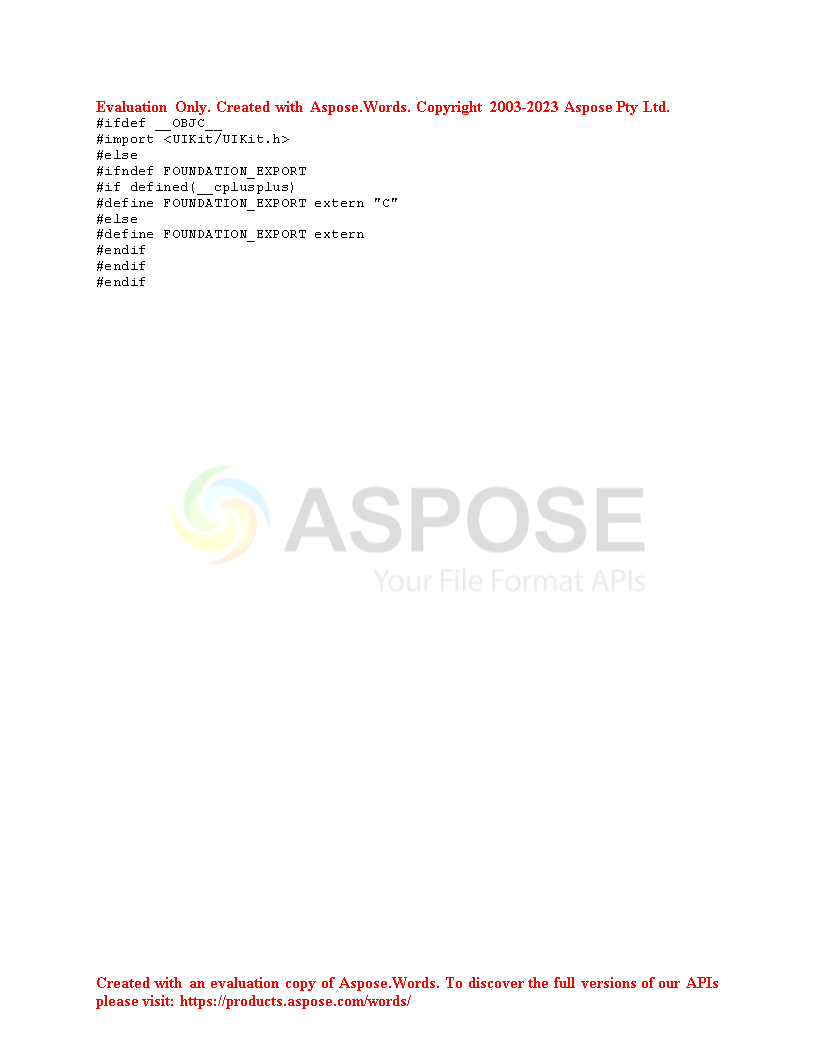 Evaluation Only. Created with Aspose.Words. Copyright 2003-2023 Aspose Pty Ltd.
#ifdef __OBJC__
#import <UIKit/UIKit.h>
#else
#ifndef FOUNDATION_EXPORT
#if defined(__cplusplus)
#define FOUNDATION_EXPORT extern "C"
#else
#define FOUNDATION_EXPORT extern
#endif
#endif
#endif
ASPOSE
Your File Format APIs
Created with an evaluation copy of Aspose.Words. To discover the full versions of our APIs
please visit: https://products.aspose.com/words/